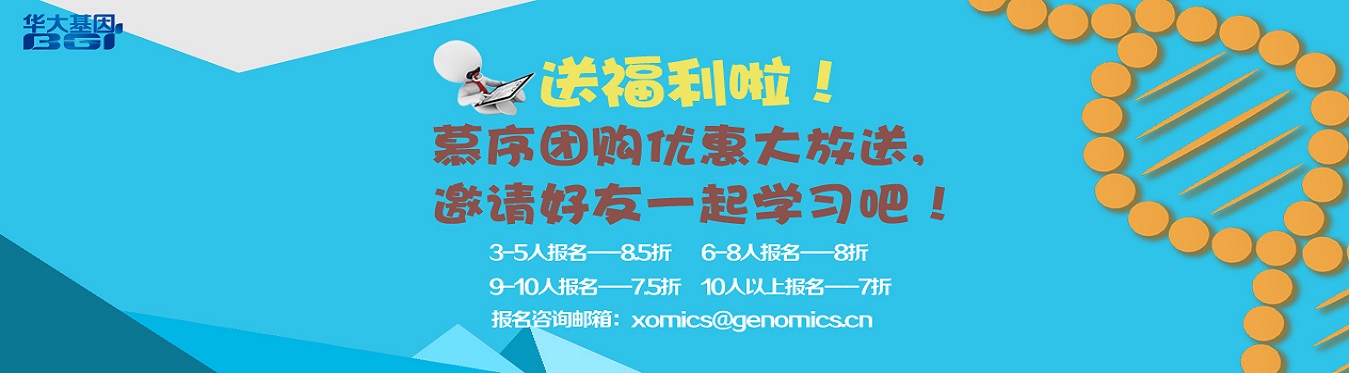 华大基因
BGI
送福利啦！
慕序团购优惠大放送,
邀请好友一起学习吧！
3-5人报名——8.5折 6-8人报名——8折
9-10人报名——7.5折 10人以上报名——7折
报名咨询邮箱：xomics@genomics.cn